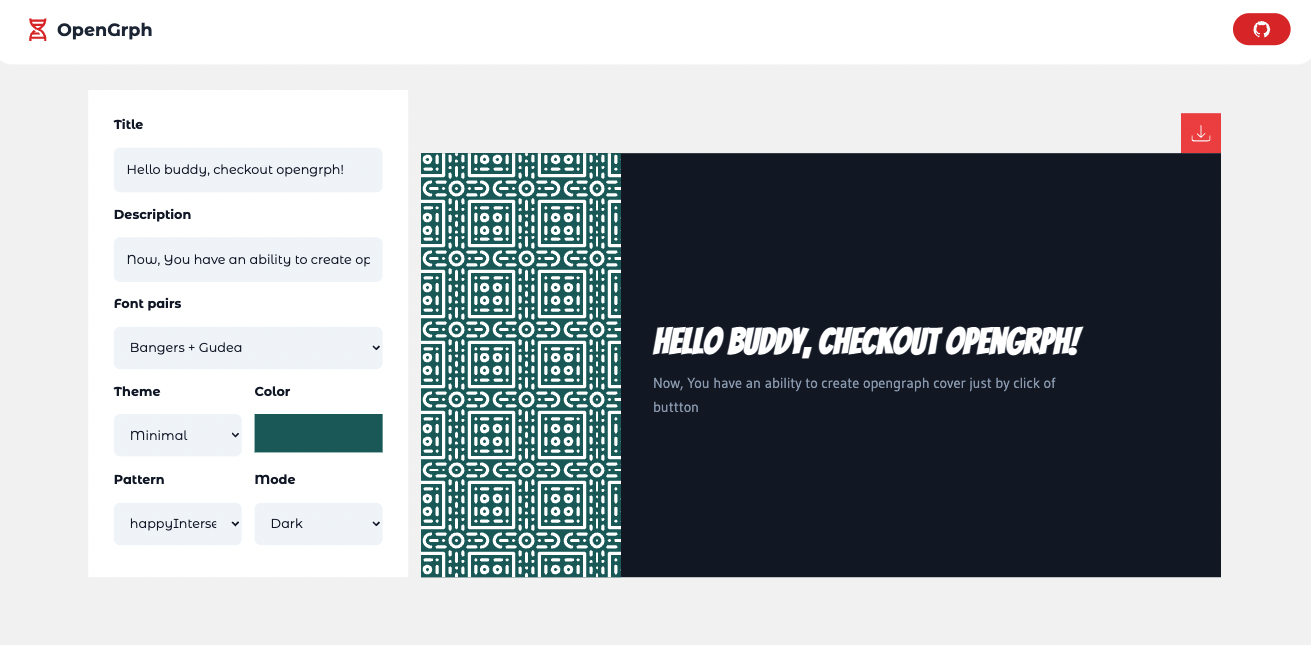 OpenGrph
Title
Hello buddy, checkout opengrph!
Description
Now, You have an ability to create op
Font pairs
Bangers + Gudea
Theme
Color
Minimal
Pattern
Mode
happyInterse
Dark
HELLO BUDDY, CHECKOUT OPENGRPH!
Now, You have an ability to create opengraph cover just by click of
buttton